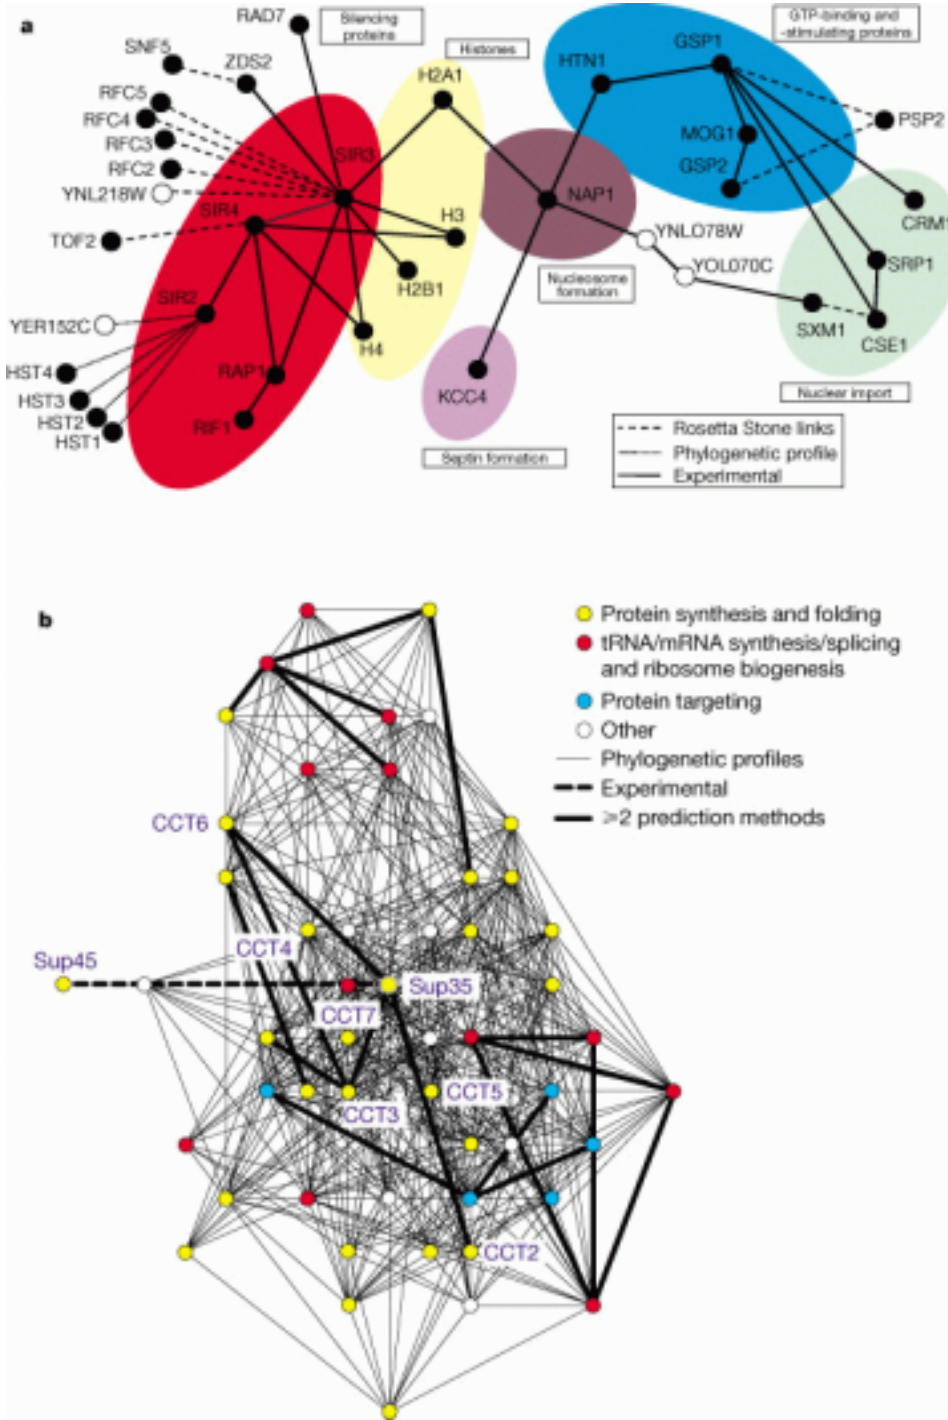 a
RAD7
Silencing
proteins
GTP-binding and
-stimulating proteins
SNF5
ZDS2
Histones
H2A1
HTN1
GSP1
RFC5
RFC4
RFC3
RFC2
YNL218W
SIR3
MOG1
GSP2
PSP2
SIR4
NAP1
TOF2
H3
YNLO78W
CRM1
YOL070C
SRP1
SIR2
H2B1
Nucleosome
formation
YER152C
H4
SXM1
CSE1
HST4
RAP1
HST3
KCC4
Nuclear import
HST2
HST1
RIF1
Rosetta Stone links
Phylogenetic profile
Experimental
Septin formation
b
Protein synthesis and folding
tRNA/mRNA synthesis/splicing
and ribosome biogenesis
Protein targeting
Other
Phylogenetic profiles
Experimental
≥2 prediction methods
CCT6
CCT4
Sup45
Sup35
CCT7
CCT5
CCT3
CCT2